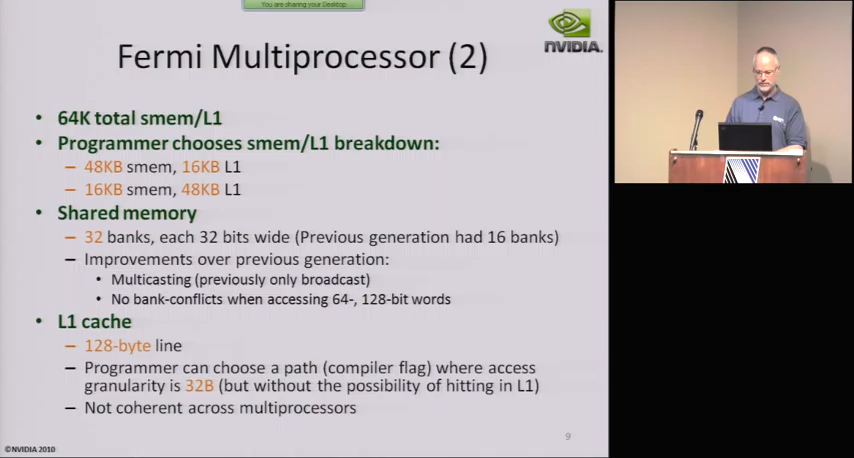 You are sharing your Desktop
NVIDIA.
Fermi Multiprocessor (2)
• 64K total smem/L1
• Programmer chooses smem/L1 breakdown:
– 48KB smem, 16KB L1
– 16KB smem, 48KB L1
• Shared memory
– 32 banks, each 32 bits wide (Previous generation had 16 banks)
– Improvements over previous generation:
• Multicasting (previously only broadcast)
• No bank-conflicts when accessing 64-, 128-bit words
• L1 cache
– 128-byte line
– Programmer can choose a path (compiler flag) where access
granularity is 32B (but without the possibility of hitting in L1)
– Not coherent across multiprocessors
9
©NVIDIA 2010